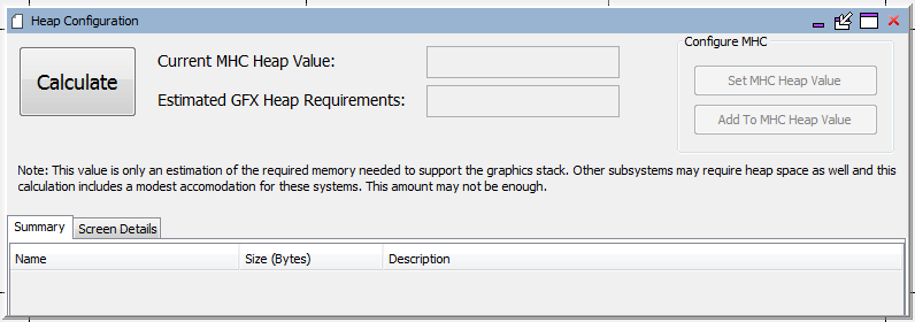 Heap Configuration
Calculate
Current MHC Heap Value:
Estimated GFX Heap Requirements:
Configure MHC
Set MHC Heap Value
Add To MHC Heap Value
Note: This value is only an estimation of the required memory needed to support the graphics stack. Other subsystems may require heap space as well and this
calculation includes a modest accomodation for these systems. This amount may not be enough.
Summary
Screen Details
Name
Size (Bytes)
Description